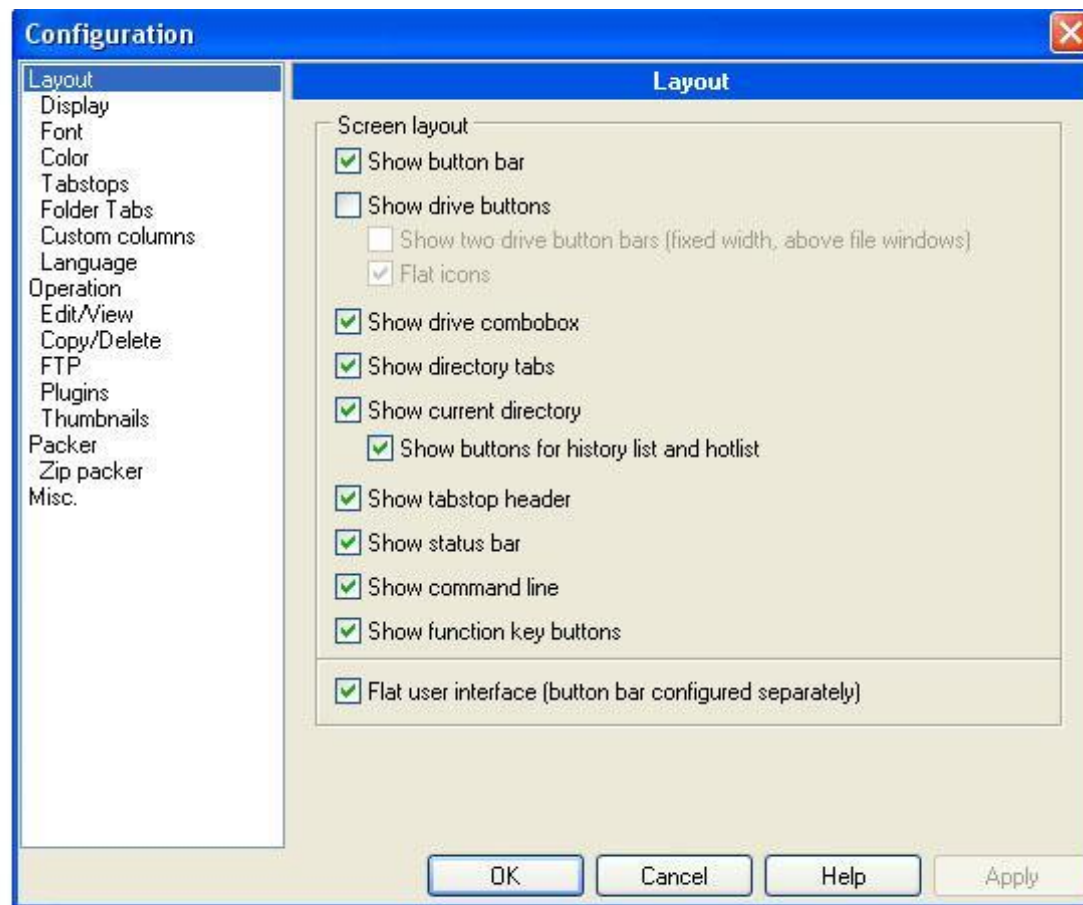 Configuration
Layout
Display
Font
Color
Tabstops
Folder Tabs
Custom columns
Language
Operation
Edit/View
Copy/Delete
FTP
Plugins
Thumbnails
Packer
Zip packer
Misc.
Layout
Screen layout
Show button bar
Show drive buttons
Show two drive button bars (fixed width, above file windows)
Flat icons
Show drive combobox
Show directory tabs
Show current directory
Show buttons for history list and hotlist
Show tabstop header
Show status bar
Show command line
Show function key buttons
Flat user interface (button bar configured separately)
OK
Cancel
Help
Apply